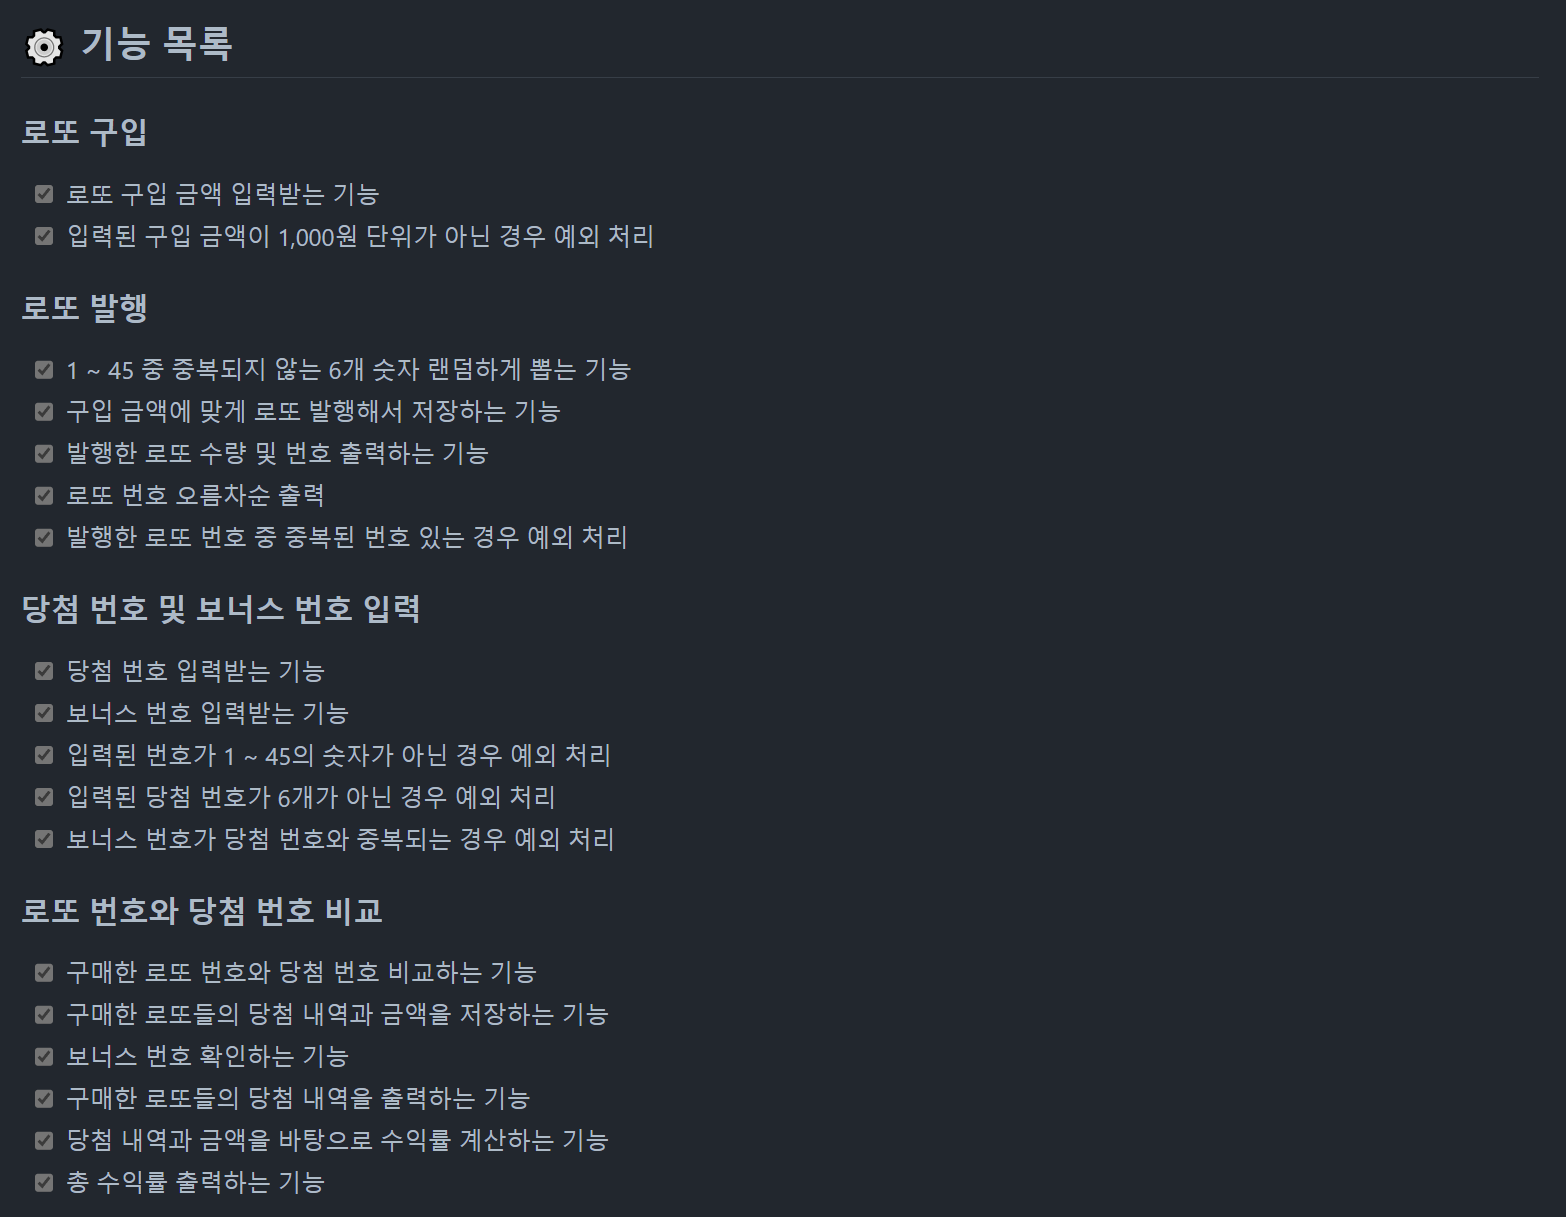 기능 목록
로또 구입
로또 구입 금액 입력받는 기능
입력된 구입 금액이 1,000원 단위가 아닌 경우 예외 처리
로또 발행
1 ~ 45 중 중복되지 않는 6개 숫자 랜덤하게 뽑는 기능
구입 금액에 맞게 로또 발행해서 저장하는 기능
발행한 로또 수량 및 번호 출력하는 기능
로또 번호 오름차순 출력
발행한 로또 번호 중 중복된 번호 있는 경우 예외 처리
당첨 번호 및 보너스 번호 입력
당첨 번호 입력받는 기능
보너스 번호 입력받는 기능
입력된 번호가 1 ~ 45의 숫자가 아닌 경우 예외 처리
입력된 당첨 번호가 6개가 아닌 경우 예외 처리
보너스 번호가 당첨 번호와 중복되는 경우 예외 처리
로또 번호와 당첨 번호 비교
구매한 로또 번호와 당첨 번호 비교하는 기능
구매한 로또들의 당첨 내역과 금액을 저장하는 기능
보너스 번호 확인하는 기능
구매한 로또들의 당첨 내역을 출력하는 기능
당첨 내역과 금액을 바탕으로 수익률 계산하는 기능
총 수익률 출력하는 기능